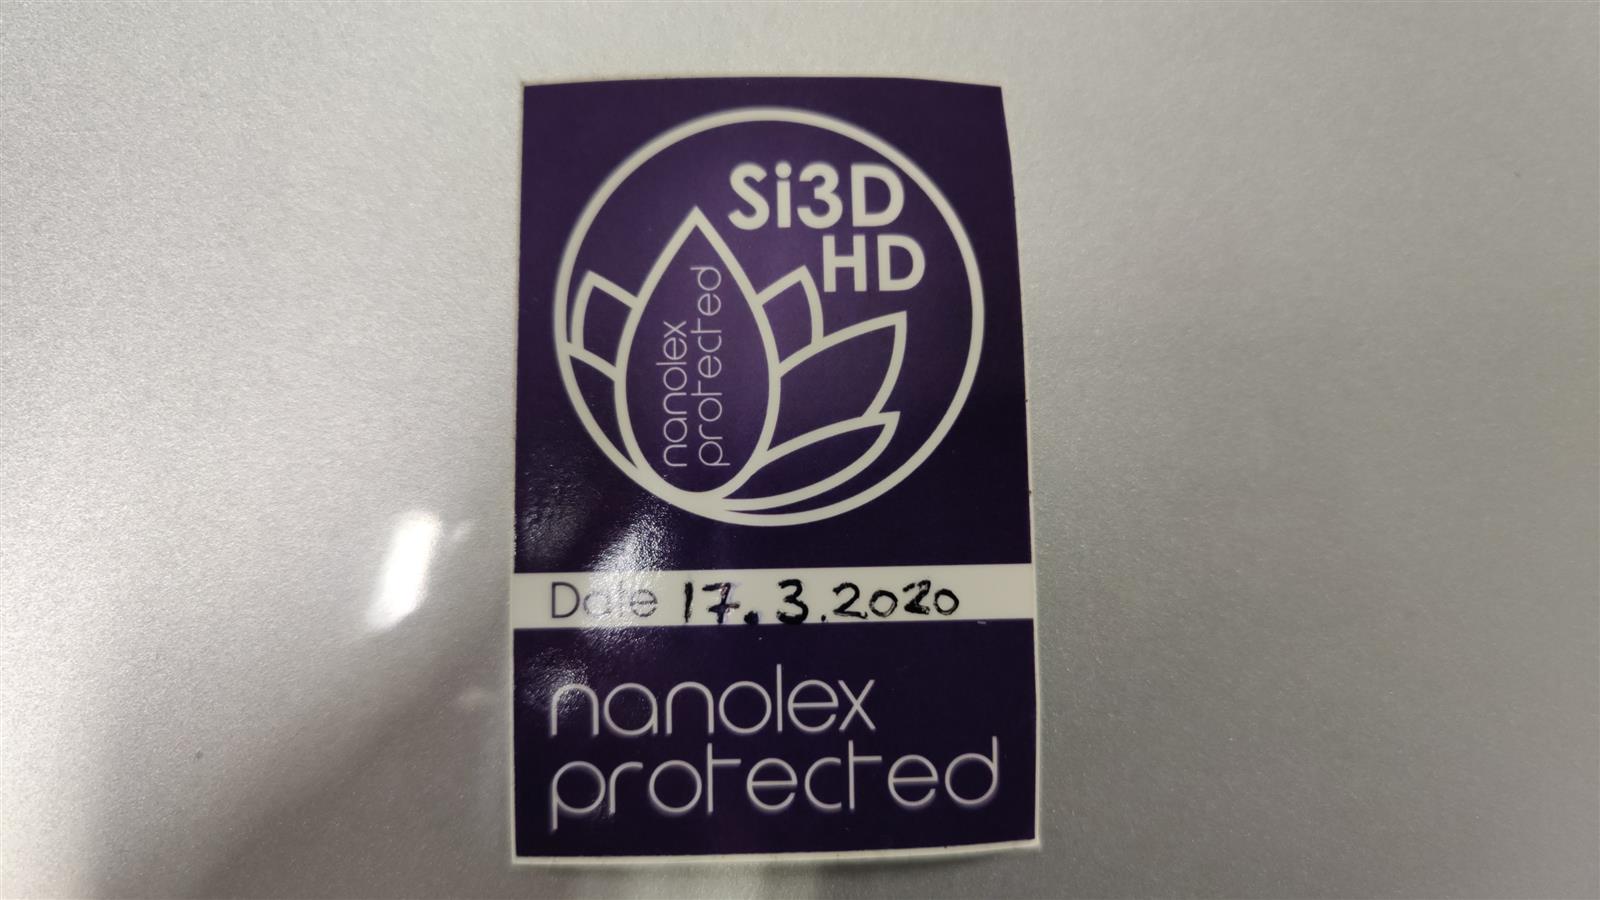 Si3D
HD
nanolex
protected
Date 17.3.2020
nanolex
protected